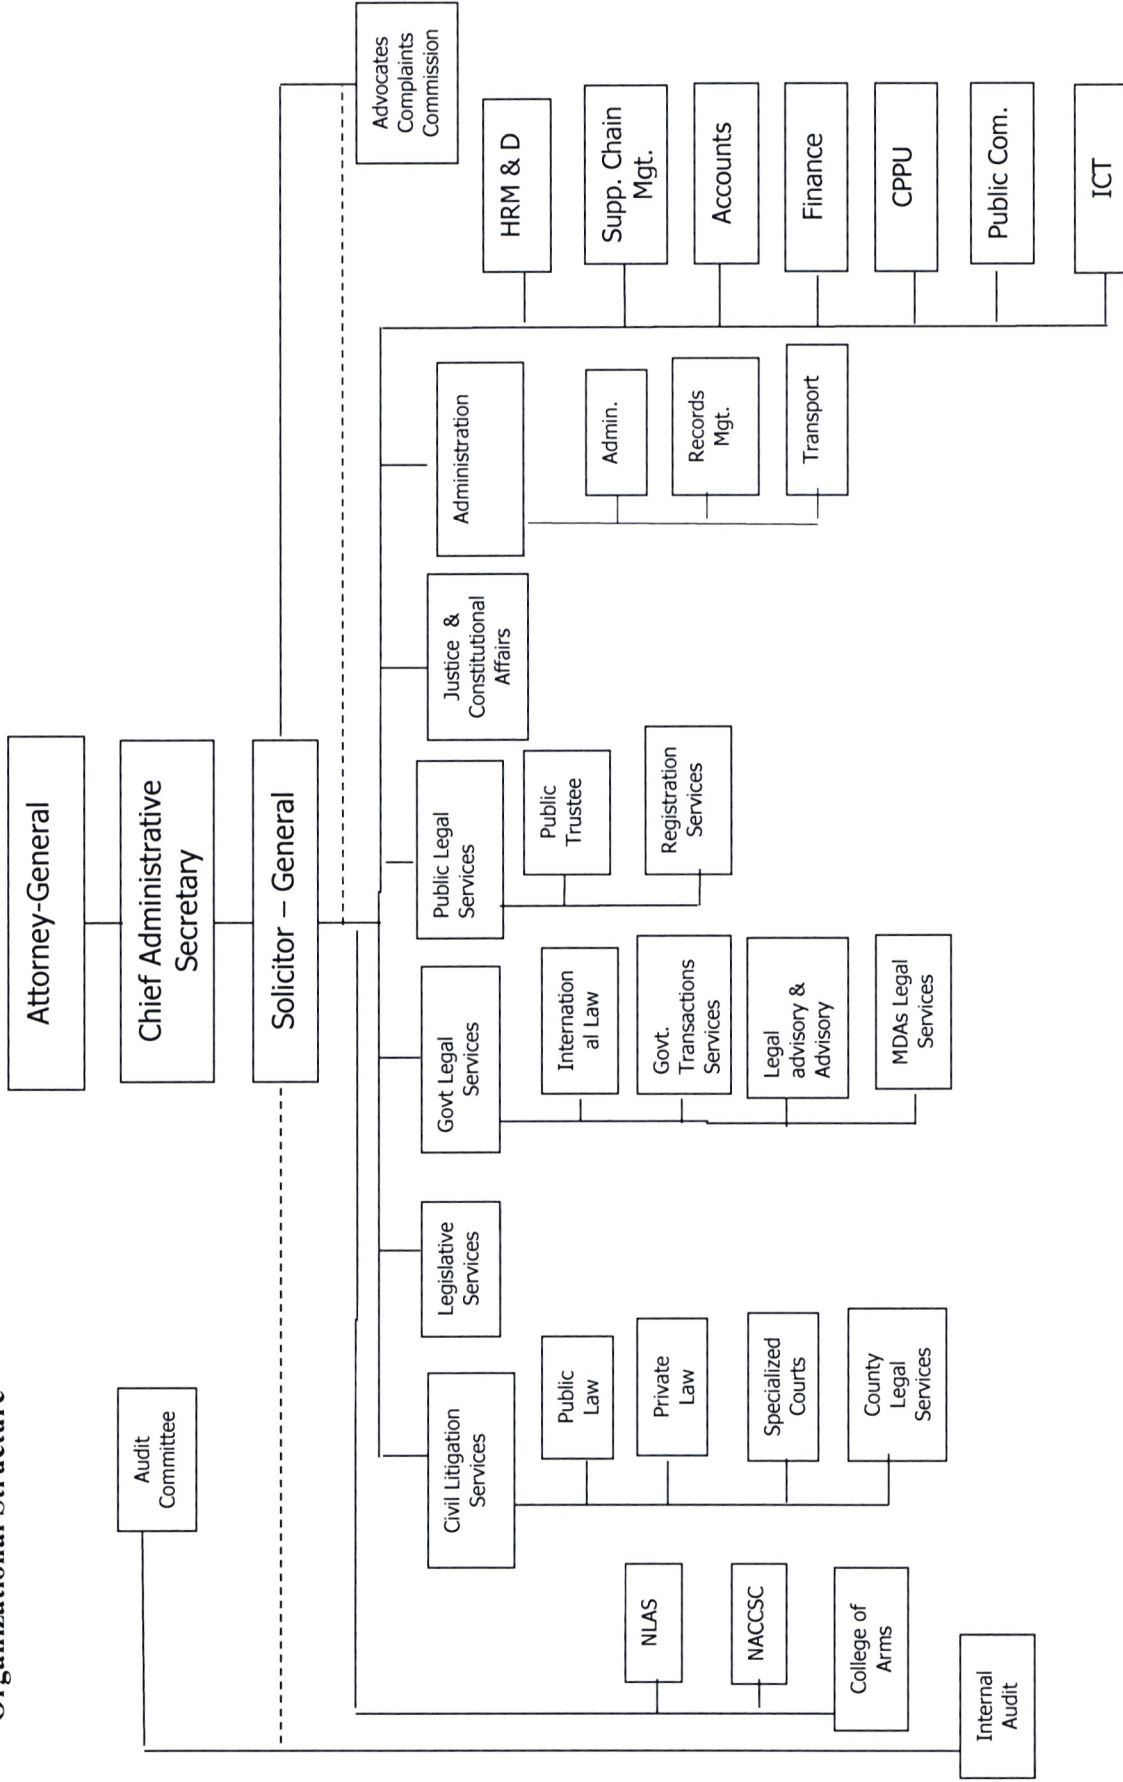 Organizational Structure
Attorney-General
Chief Administrative
Secretary
Solicitor – General
Audit
Committee
Advocates
Complaints
Commission
Civil Litigation
Services
Legislative
Services
Govt Legal
Services
Public Legal
Services
Justice &
Constitutional
Affairs
Administration
NLAS
NACCSC
College of
Arms
Internal
Audit
Public
Law
Private
Law
Specialized
Courts
County
Legal
Services
Internation
al Law
Govt.
Transactions
Services
Legal
advisory &
Advisory
MDAs Legal
Services
Public
Trustee
Registration
Services
Admin.
Records
Mgt.
Transport
HRM & D
Supp. Chain
Mgt.
Accounts
Finance
CPPU
Public Com.
ICT